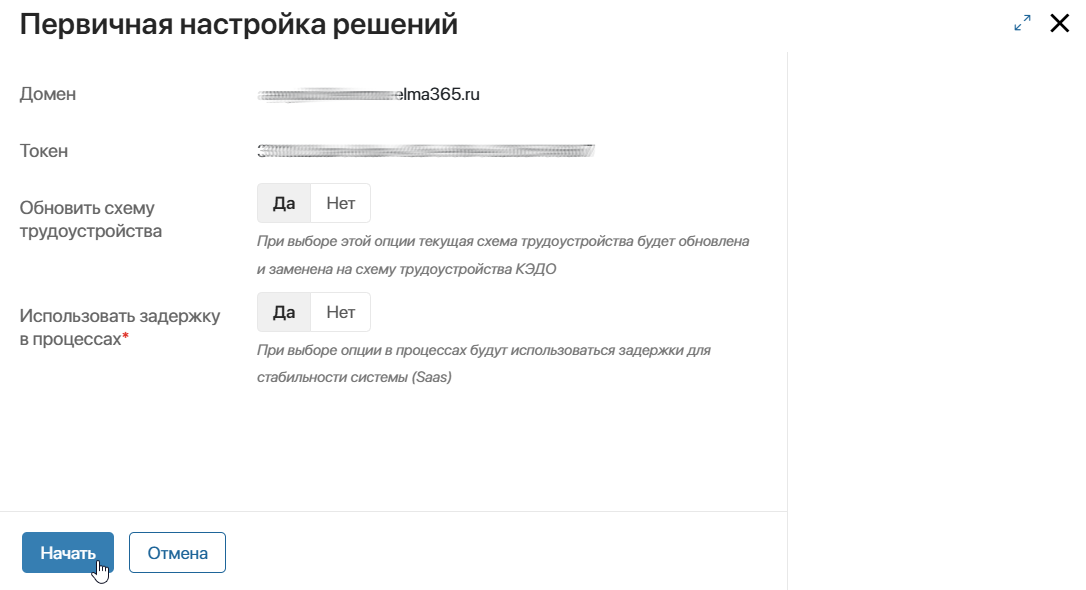 Первичная настройка решений
Домен
elma365.ru
Токен
Обновить схему
трудоустройства
Да Нет
При выборе этой опции текущая схема трудоустройства будет обновлена
и заменена на схему трудоустройства КЭДО
Использовать задержку
в процессах*
Да Нет
При выборе опции в процессах будут использоваться задержки для
стабильности системы (Saas)
Начать Отмена